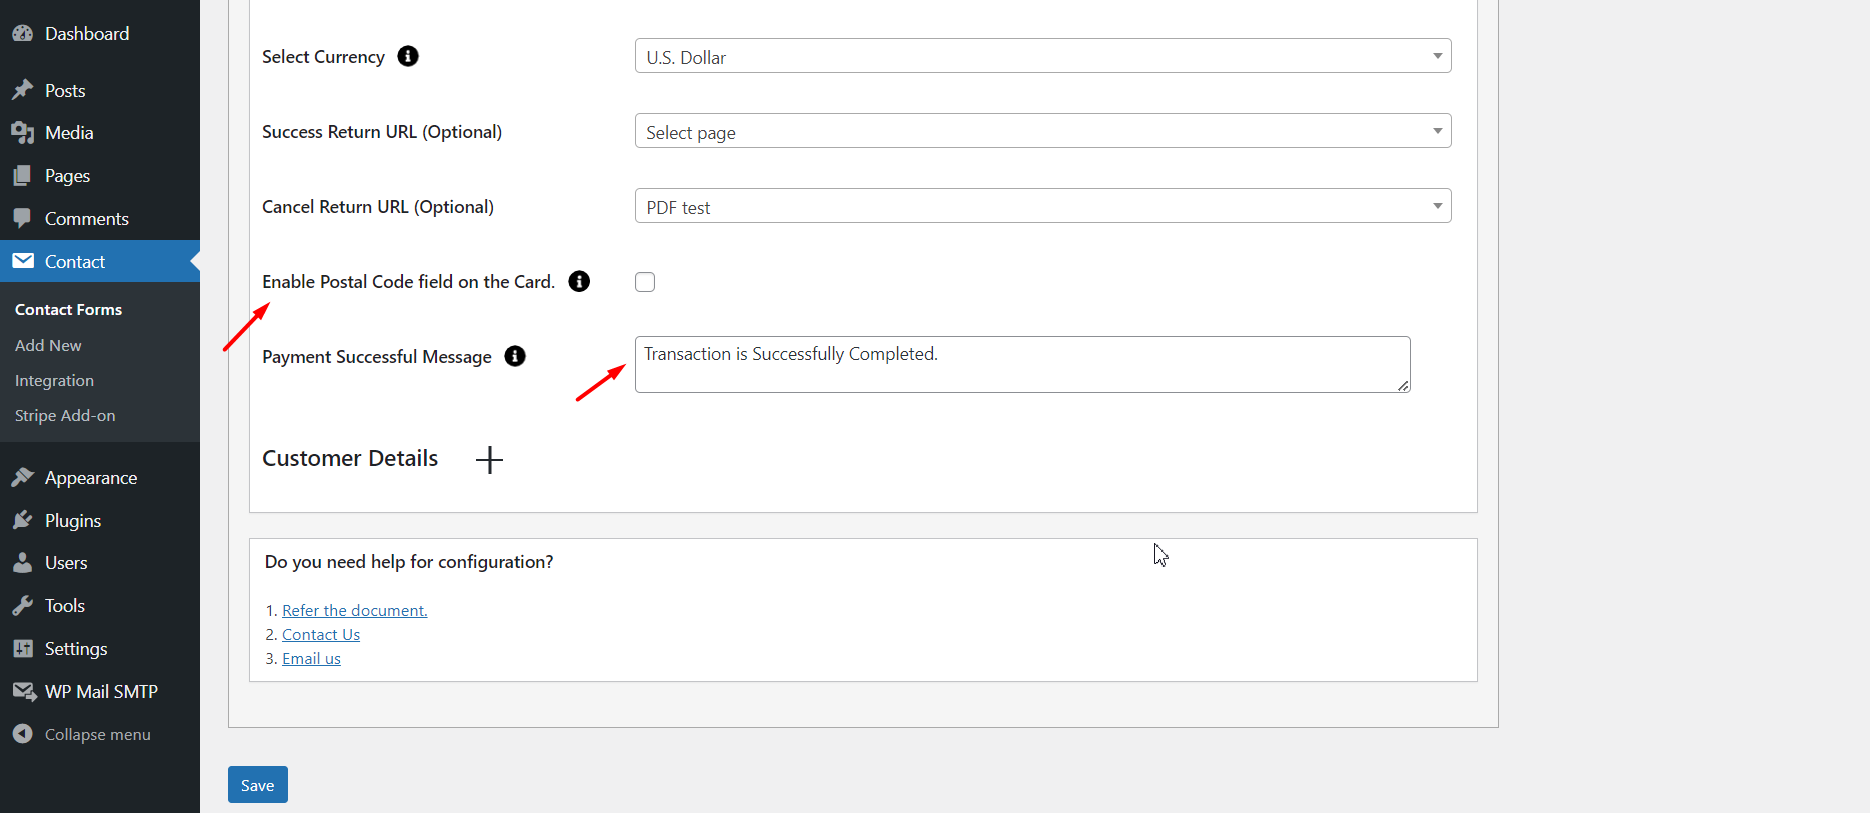 Dashboard
Posts
Media
Pages
Comments
Contact
Contact Forms
Add New
Integration
Stripe Add-on
Appearance
Plugins
Users
Tools
Settings
WP Mail SMTP
Collapse menu
Select Currency
U.S. Dollar
Success Return URL (Optional)
Select page
Cancel Return URL (Optional)
PDF test
Enable Postal Code field on the Card.
Payment Successful Message
Transaction is Successfully Completed.
Customer Details
Do you need help for configuration?
1. Refer the document.
2. Contact Us
3. Email us
Save